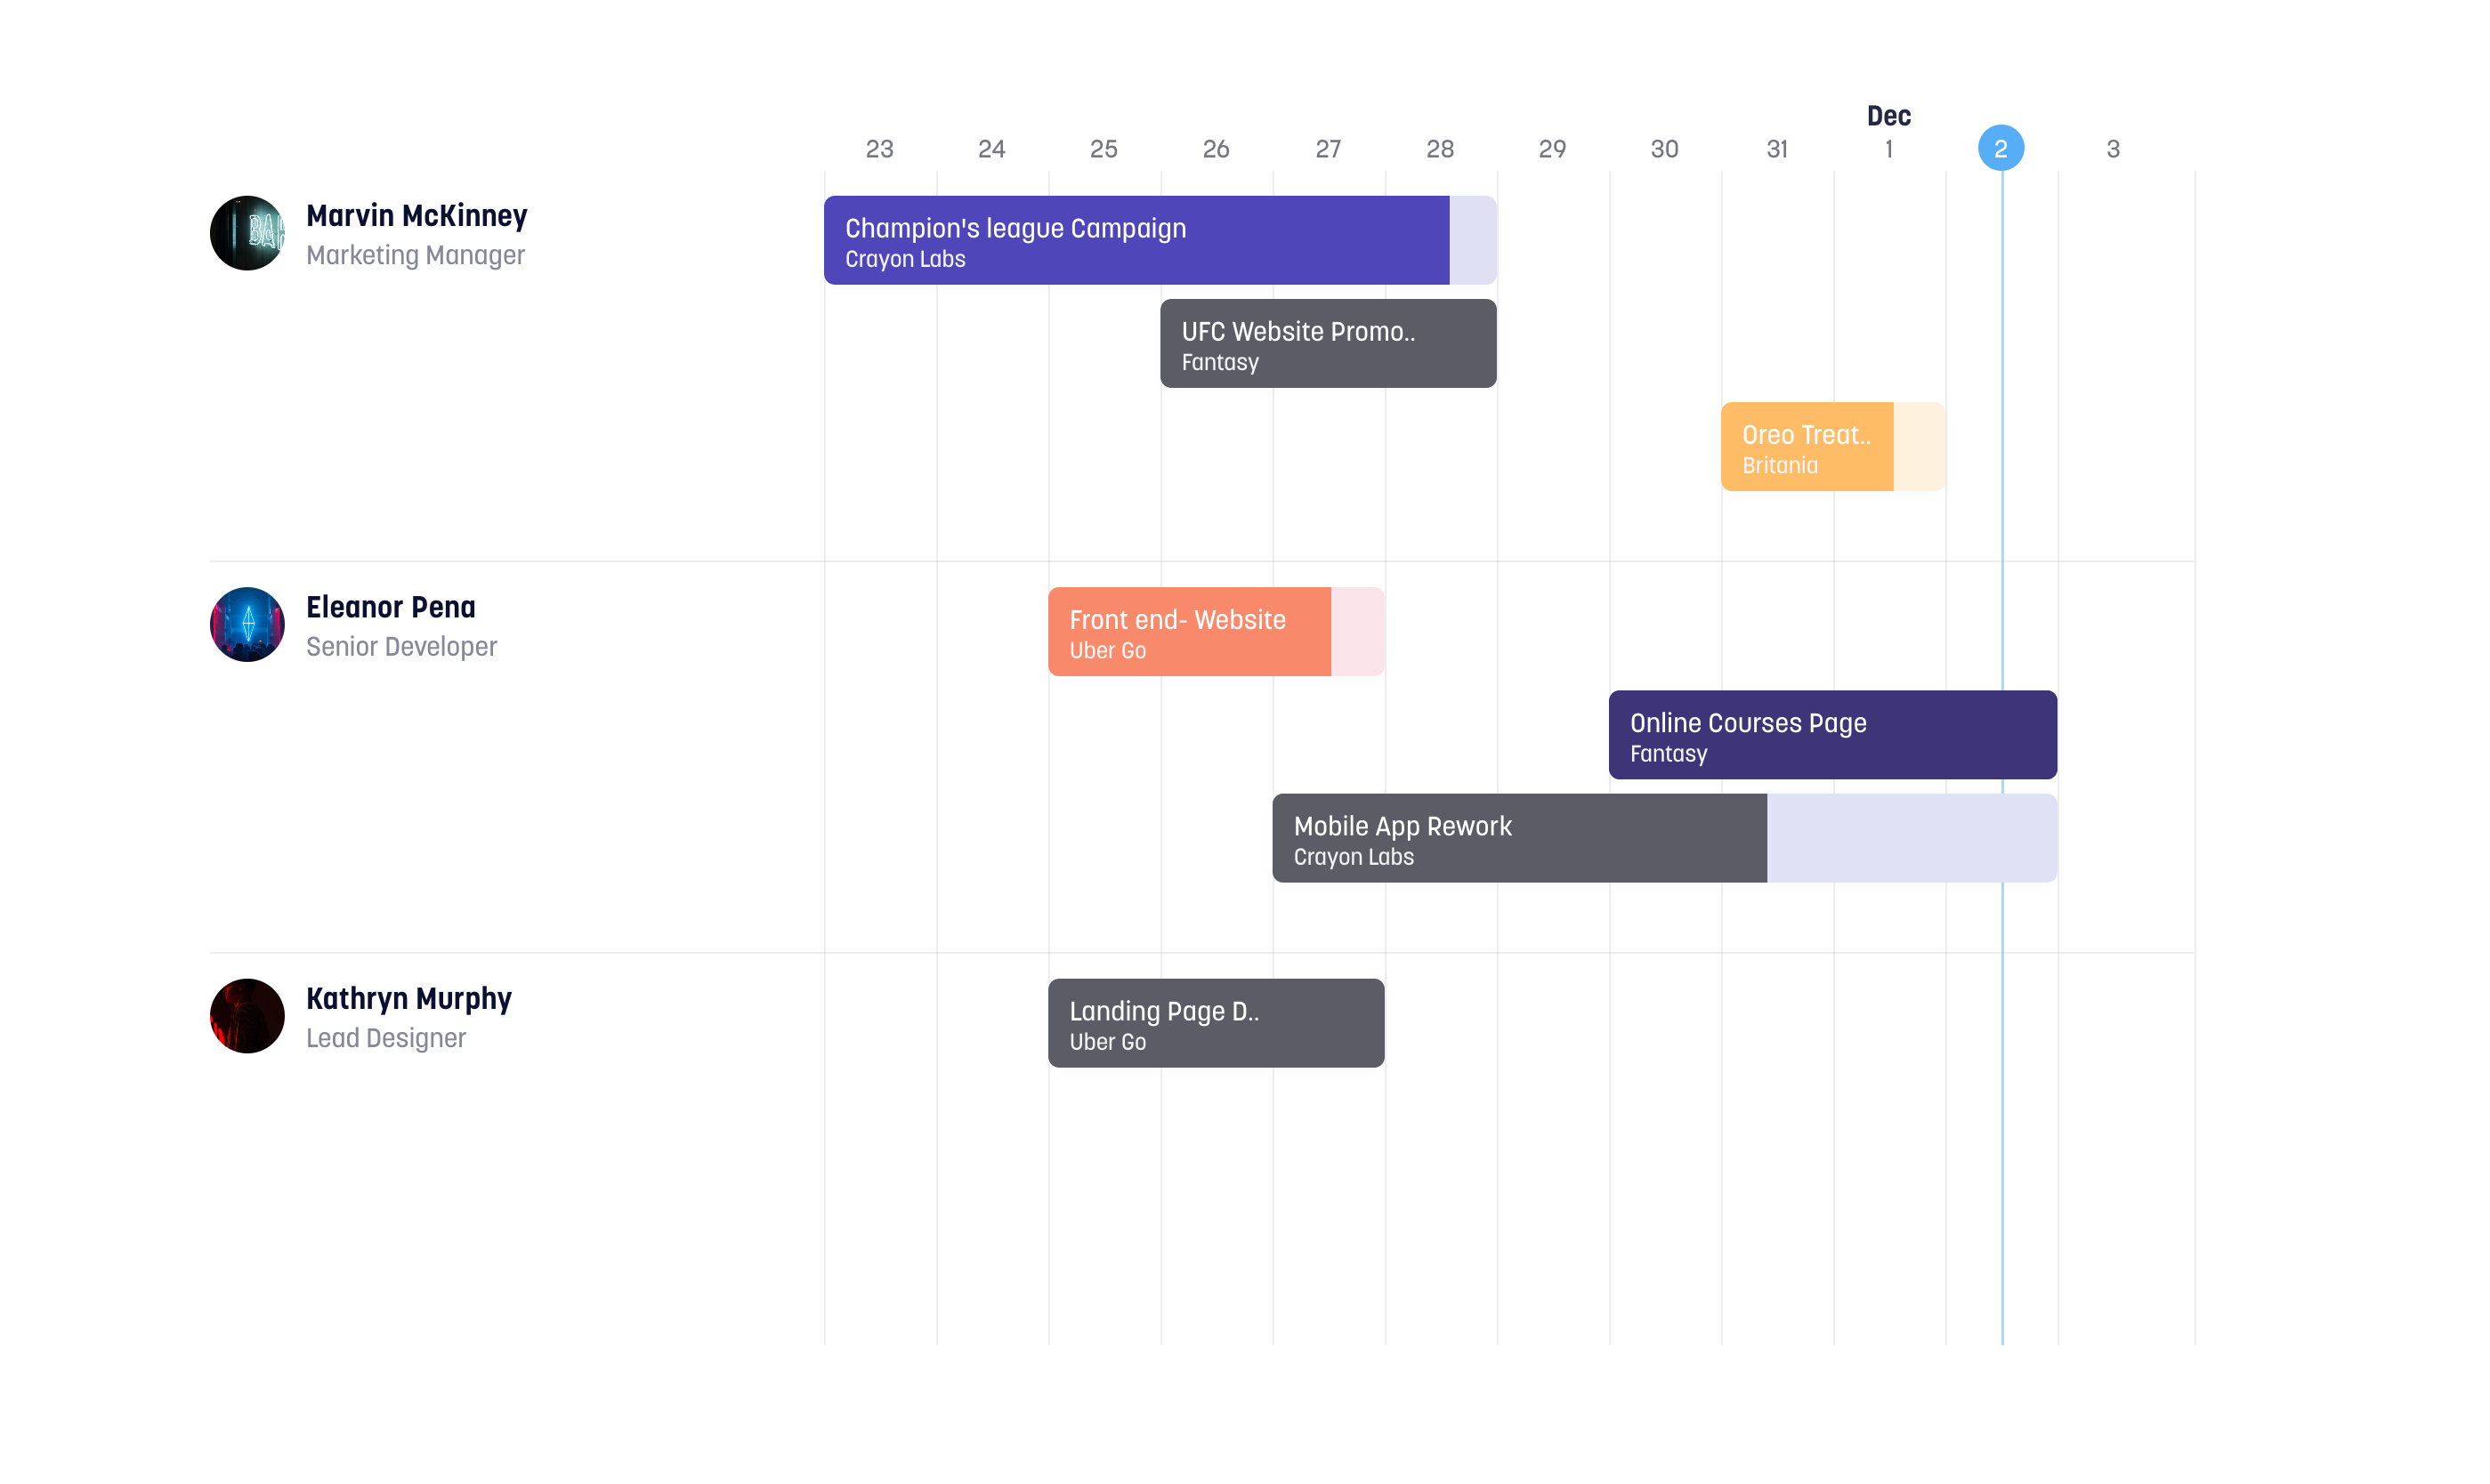 Dec
23 24 25 26 27 28 29 30 31 1 2 3
Marvin McKinney
Marketing Manager
Champion's league Campaign
Crayon Labs
UFC Website Promo..
Fantasy
Oreo Treat..
Britania
Eleanor Pena
Senior Developer
Front end- Website
Uber Go
Online Courses Page
Fantasy
Mobile App Rework
Crayon Labs
Kathryn Murphy
Lead Designer
Landing Page D..
Uber Go